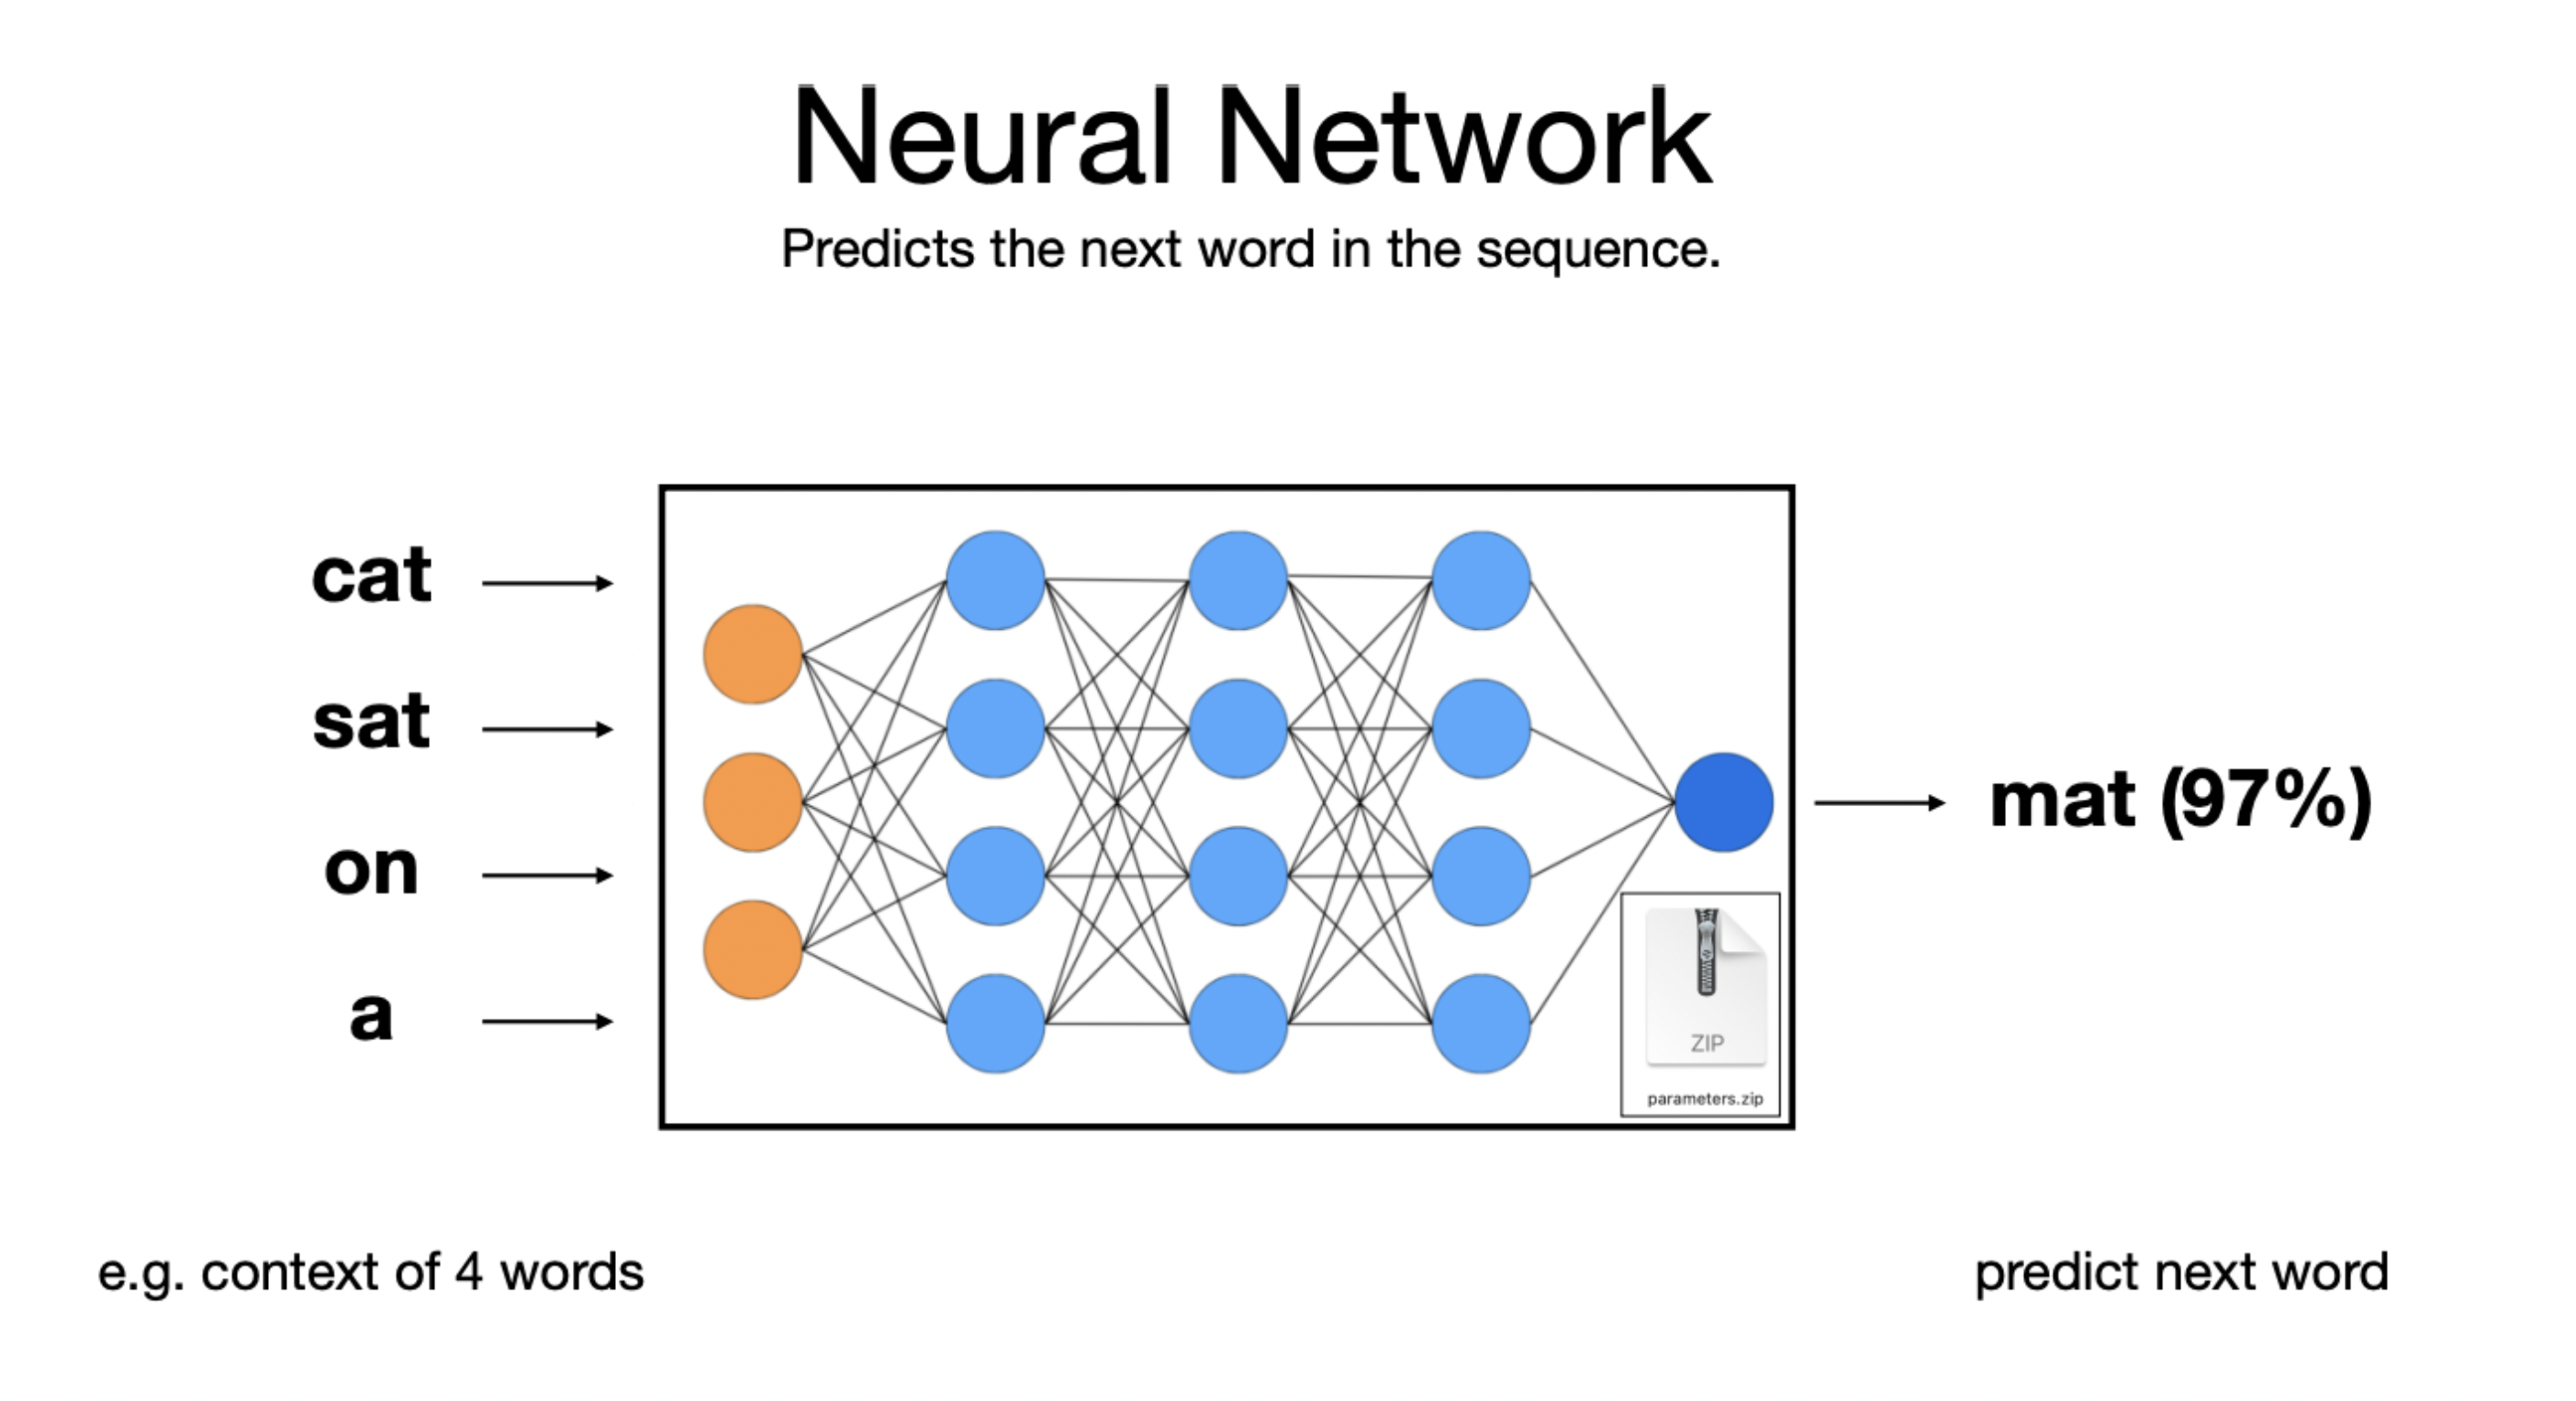 Neural Network
Predicts the next word in the sequence.
cat
sat
on
a
mat (97%)
ZIP
parameters.zip
e.g. context of 4 words
predict next word